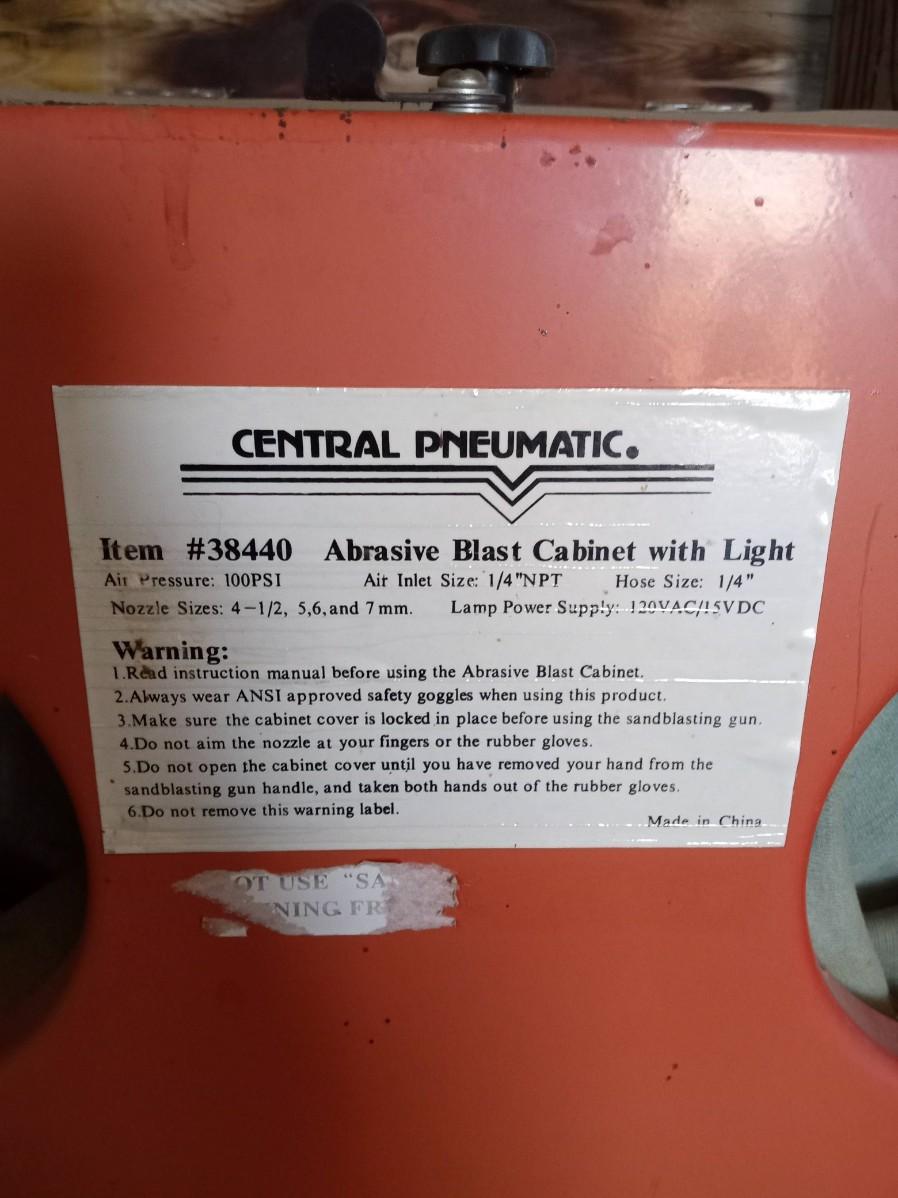 CENTRAL PNEUMATIC.
Item #38440 Abrasive Blast Cabinet with Light
Air Pressure: 100PSI Air Inlet Size: 1/4"NPT Hose Size: 1/4"
Nozzle Sizes: 4-1/2, 5,6,and 7mm. Lamp Power Supply: 120VAC/15VDC
Warning:
1.Read instruction manual before using the Abrasive Blast Cabinet.
2.Always wear ANSI approved safety goggles when using this product.
3.Make sure the cabinet cover is locked in place before using the sandblasting gun.
4.Do not aim the nozzle at your fingers or the rubber gloves.
5.Do not open the cabinet cover until you have removed your hand from the
sandblasting gun handle, and taken both hands out of the rubber gloves.
6.Do not remove this warning label.
Made in China
OT USE "SA
NING FR